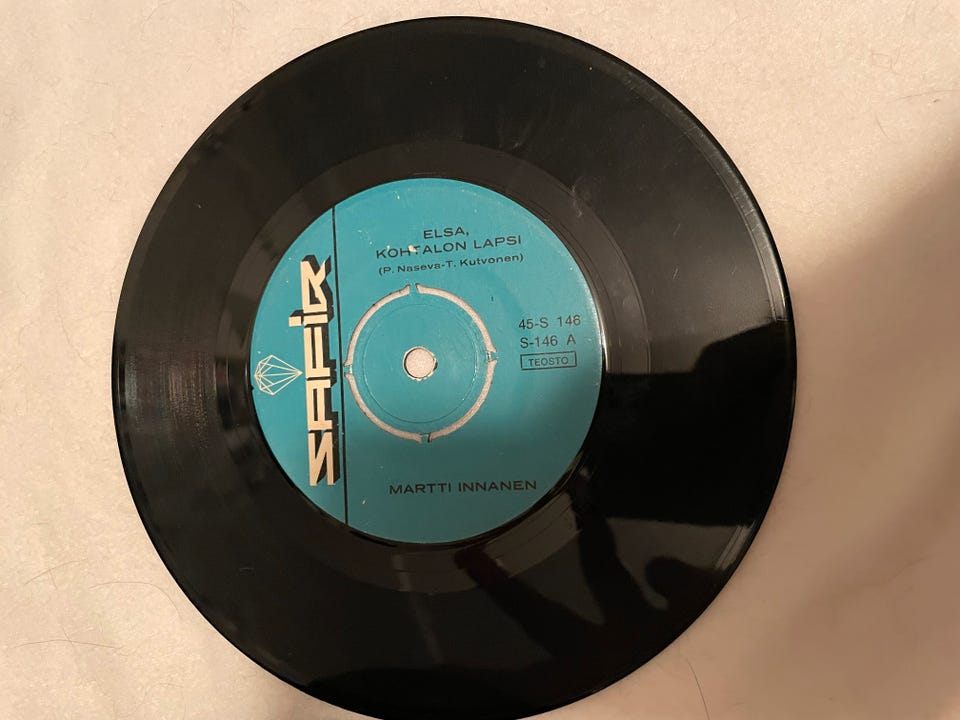 ELSA,
KOHTALON LAPSI
(P. Naseva-T. Kutvonen)
SAFIR
45-S 146
S-146 A
TEOSTO
MARTTI INNANEN